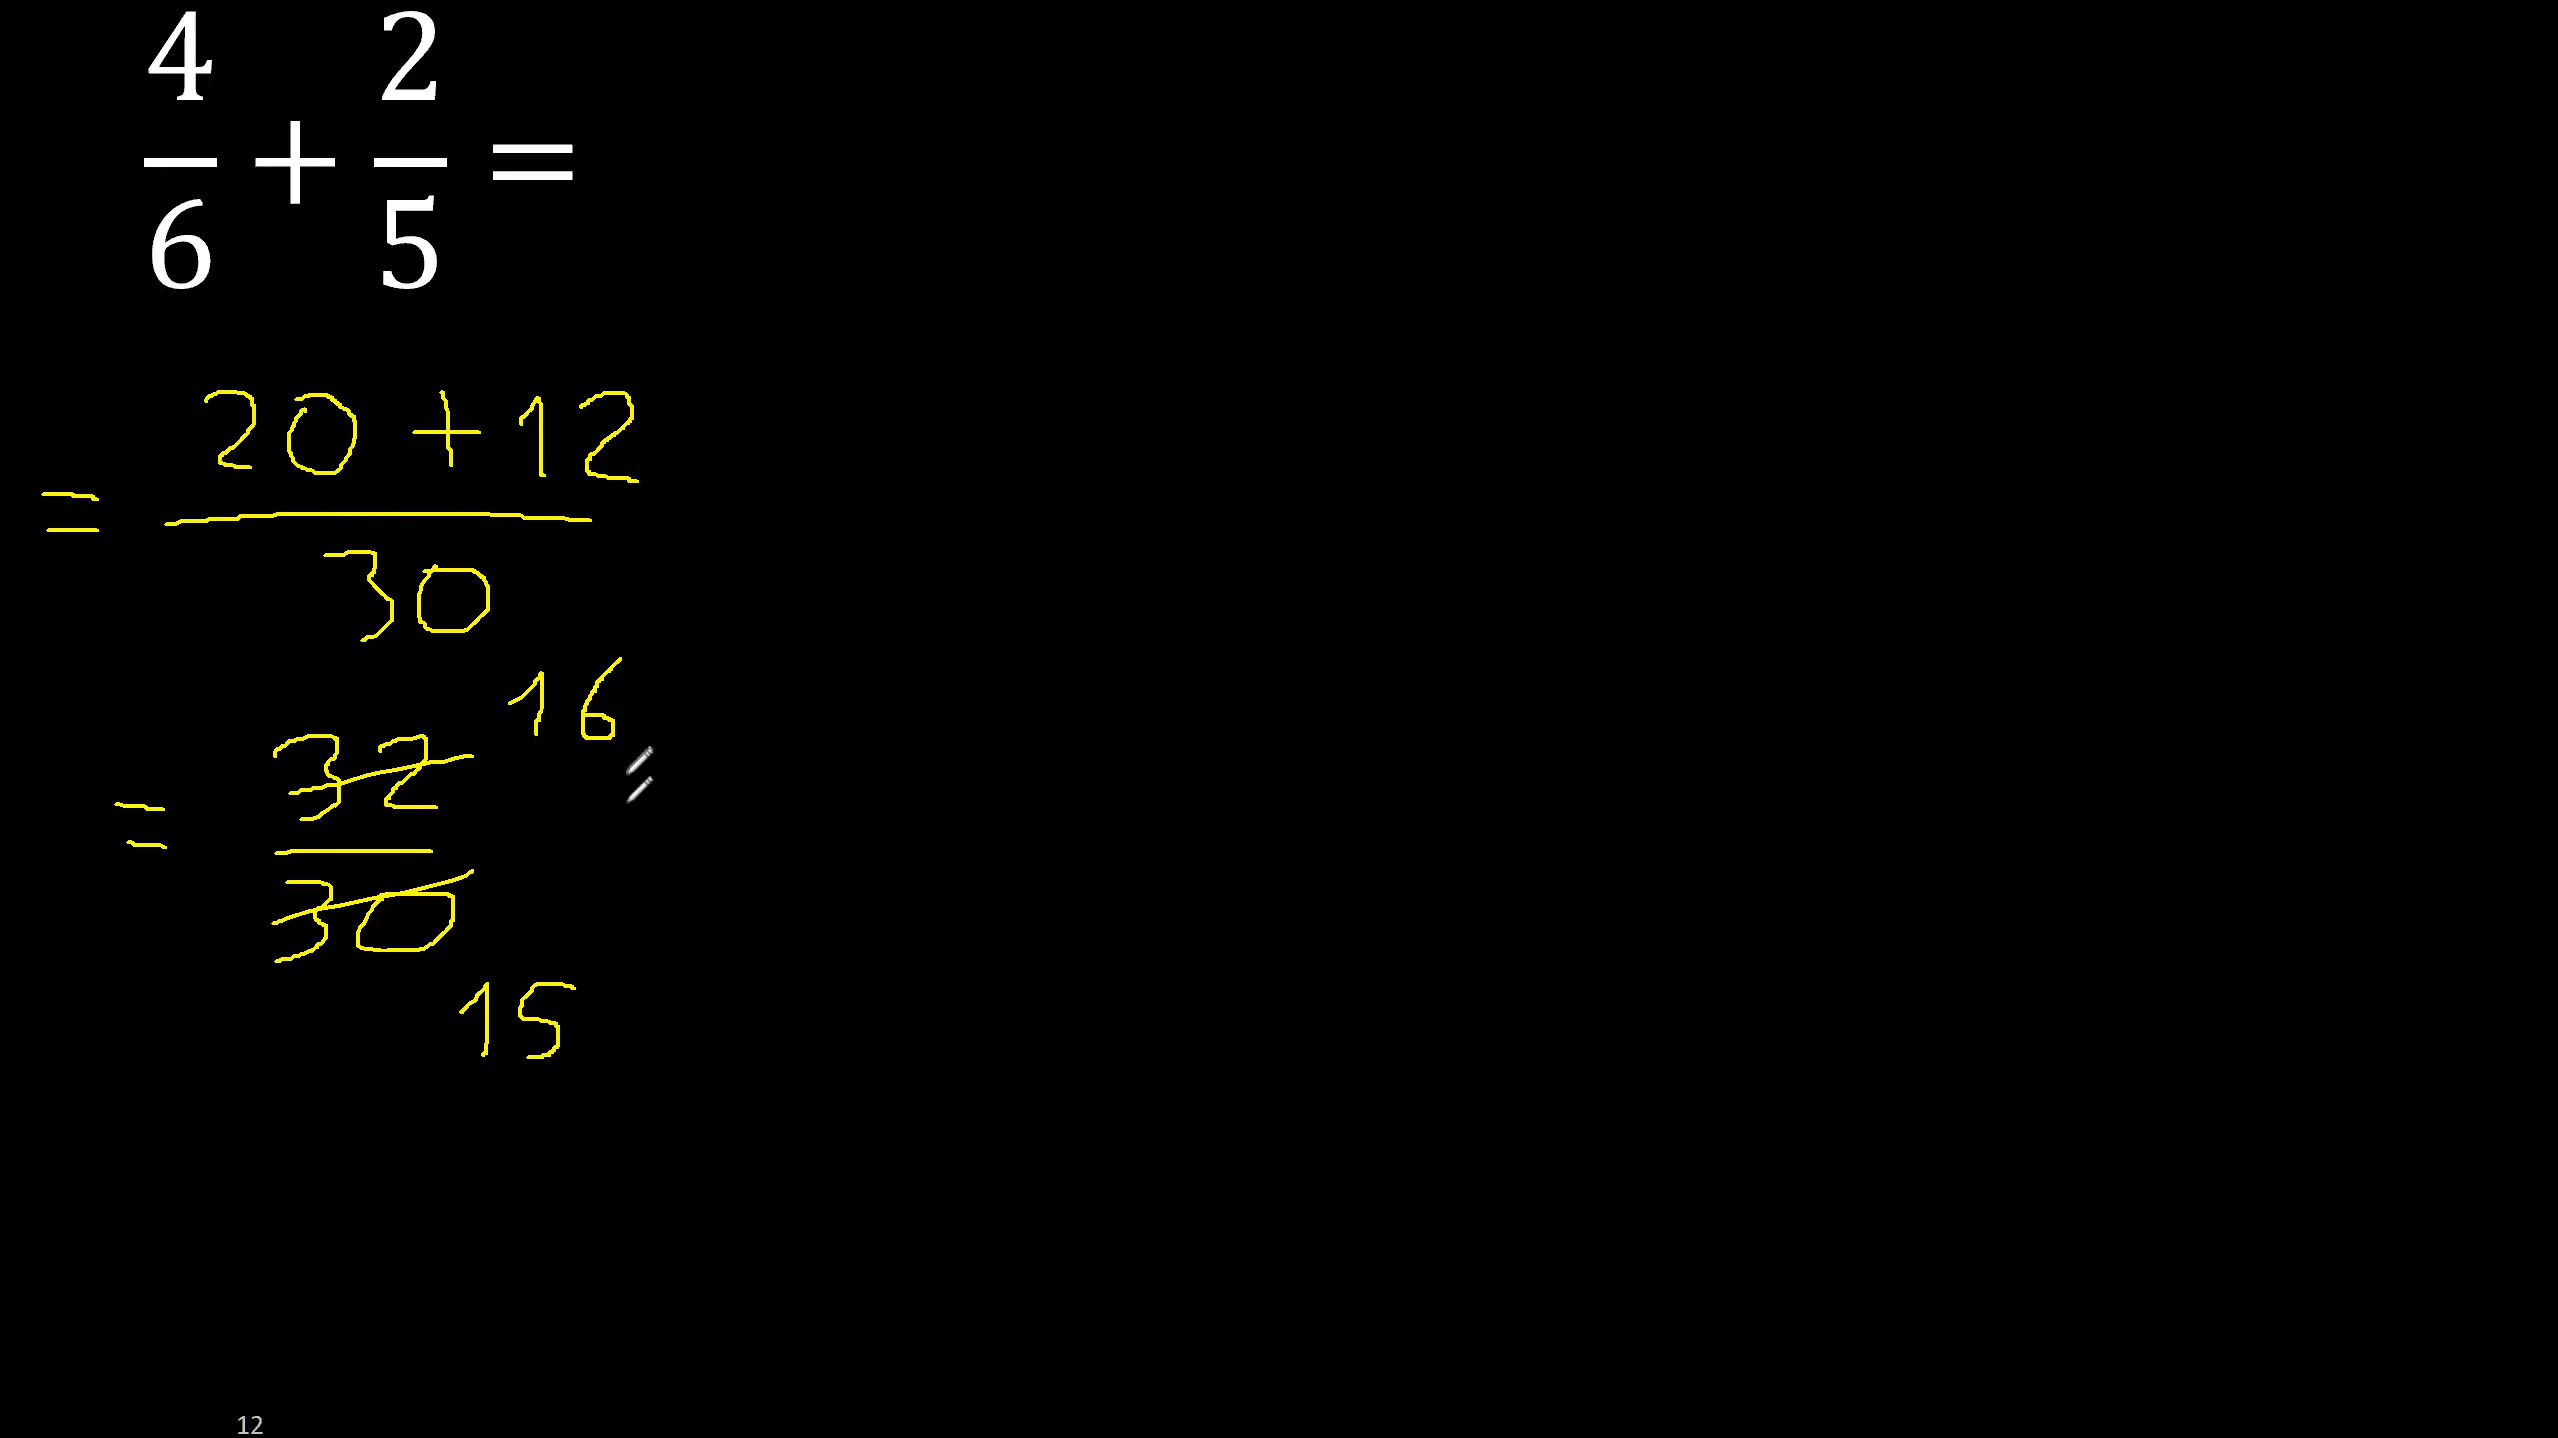 4/6 + 2/5 =
= 20 + 12 / 30
= 32/30 16
15
12